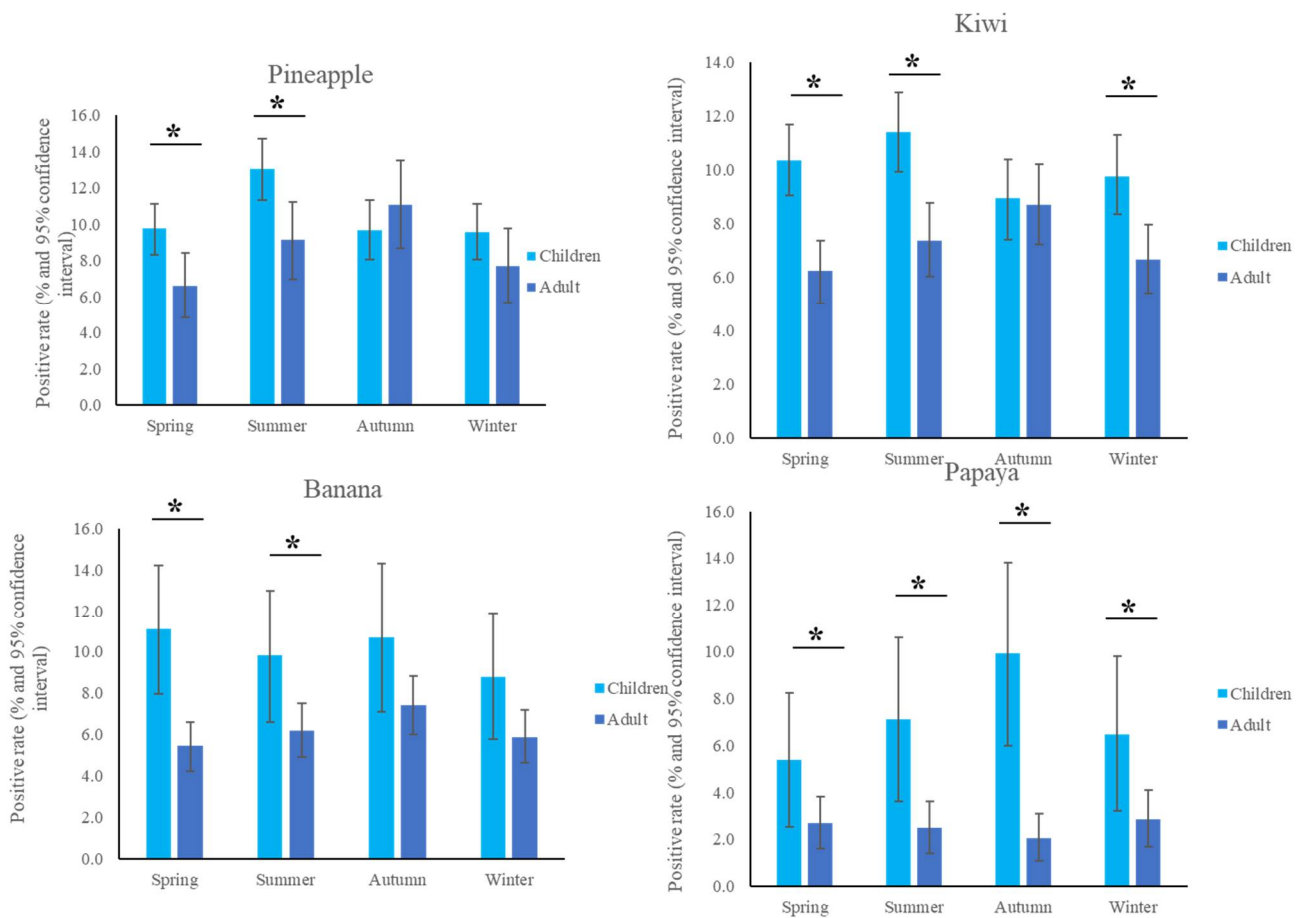 Pineapple
Positive rate (% and 95% confidence
interval)
16.0
14.0
12.0
10.0
8.0
6.0
4.0
2.0
0.0
*
*
Spring Summer Autumn Winter
Children
Adult
Kiwi
Positive rate (% and 95% confidence interval)
14.0
12.0
10.0
8.0
6.0
4.0
2.0
0.0
*
*
*
Spring Summer Autumn Winter
Children
Adult
Banana
Positive rate (% and 95% confidence
interval)
16.0
14.0
12.0
10.0
8.0
6.0
4.0
2.0
0.0
*
*
Spring Summer Autumn Winter
Children
Adult
Papaya
Positive rate (% and 95% confidence interval)
16.0
14.0
12.0
10.0
8.0
6.0
4.0
2.0
0.0
*
*
*
*
Spring Summer Autumn Winter
Children
Adult